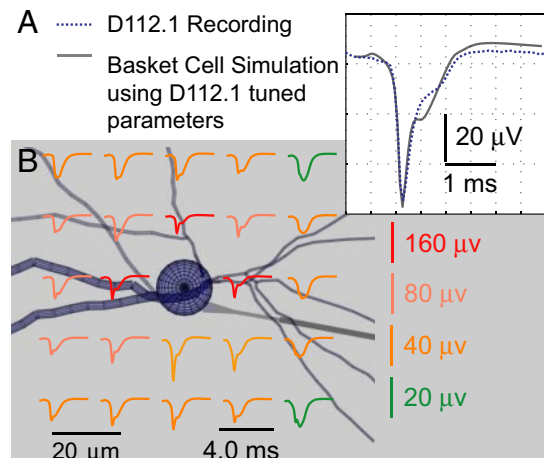 A
D112.1 Recording
Basket Cell Simulation
using D112.1 tuned
parameters
20 μV
1 ms
B
160 μv
80 μv
40 μv
20 μv
20 μm
4.0 ms